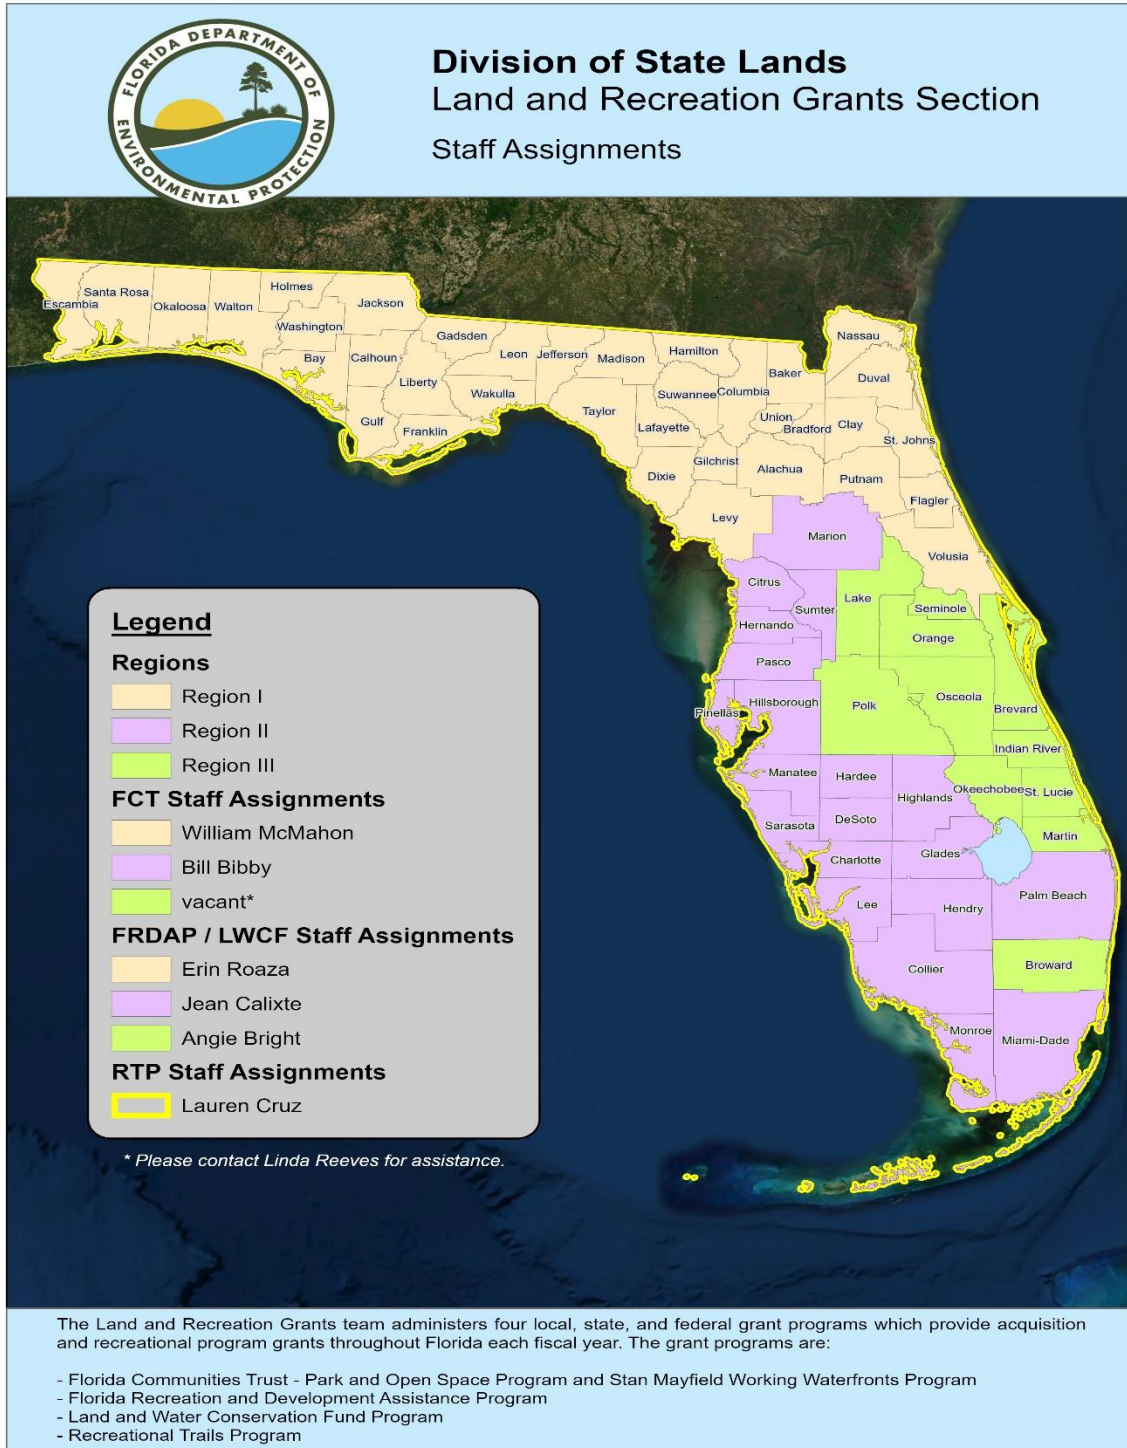 FLORIDA DEPARTMENT OF
ENVIRONMENTAL PROTECTION
Division of State Lands
Land and Recreation Grants Section
Staff Assignments
Escambia
Santa Rosa
Okaloosa
Walton
Holmes
Washington
Jackson
Bay
Calhoun
Gulf
Liberty
Franklin
Gadsden
Leon
Wakulla
Jefferson
Madison
Taylor
Hamilton
Suwannee
Lafayette
Columbia
Dixie
Gilchrist
Baker
Union
Bradford
Alachua
Levy
Nassau
Duval
Clay
St. Johns
Putnam
Flagler
Volusia
Marion
Citrus
Sumter
Lake
Hernando
Pasco
Seminole
Orange
Pinellas
Hillsborough
Polk
Osceola
Brevard
Indian River
Manatee
Hardee
Highlands
Okeechobee
St. Lucie
Sarasota
DeSoto
Martin
Charlotte
Glades
Lee
Hendry
Palm Beach
Collier
Broward
Monroe
Miami-Dade
Legend
Regions
Region I
Region II
Region III
FCT Staff Assignments
William McMahon
Bill Bibby
vacant*
FRDAP / LWCF Staff Assignments
Erin Roaza
Jean Calixte
Angie Bright
RTP Staff Assignments
Lauren Cruz
* Please contact Linda Reeves for assistance.
The Land and Recreation Grants team administers four local, state, and federal grant programs which provide acquisition
and recreational program grants throughout Florida each fiscal year. The grant programs are:
- Florida Communities Trust - Park and Open Space Program and Stan Mayfield Working Waterfronts Program
- Florida Recreation and Development Assistance Program
- Land and Water Conservation Fund Program
- Recreational Trails Program